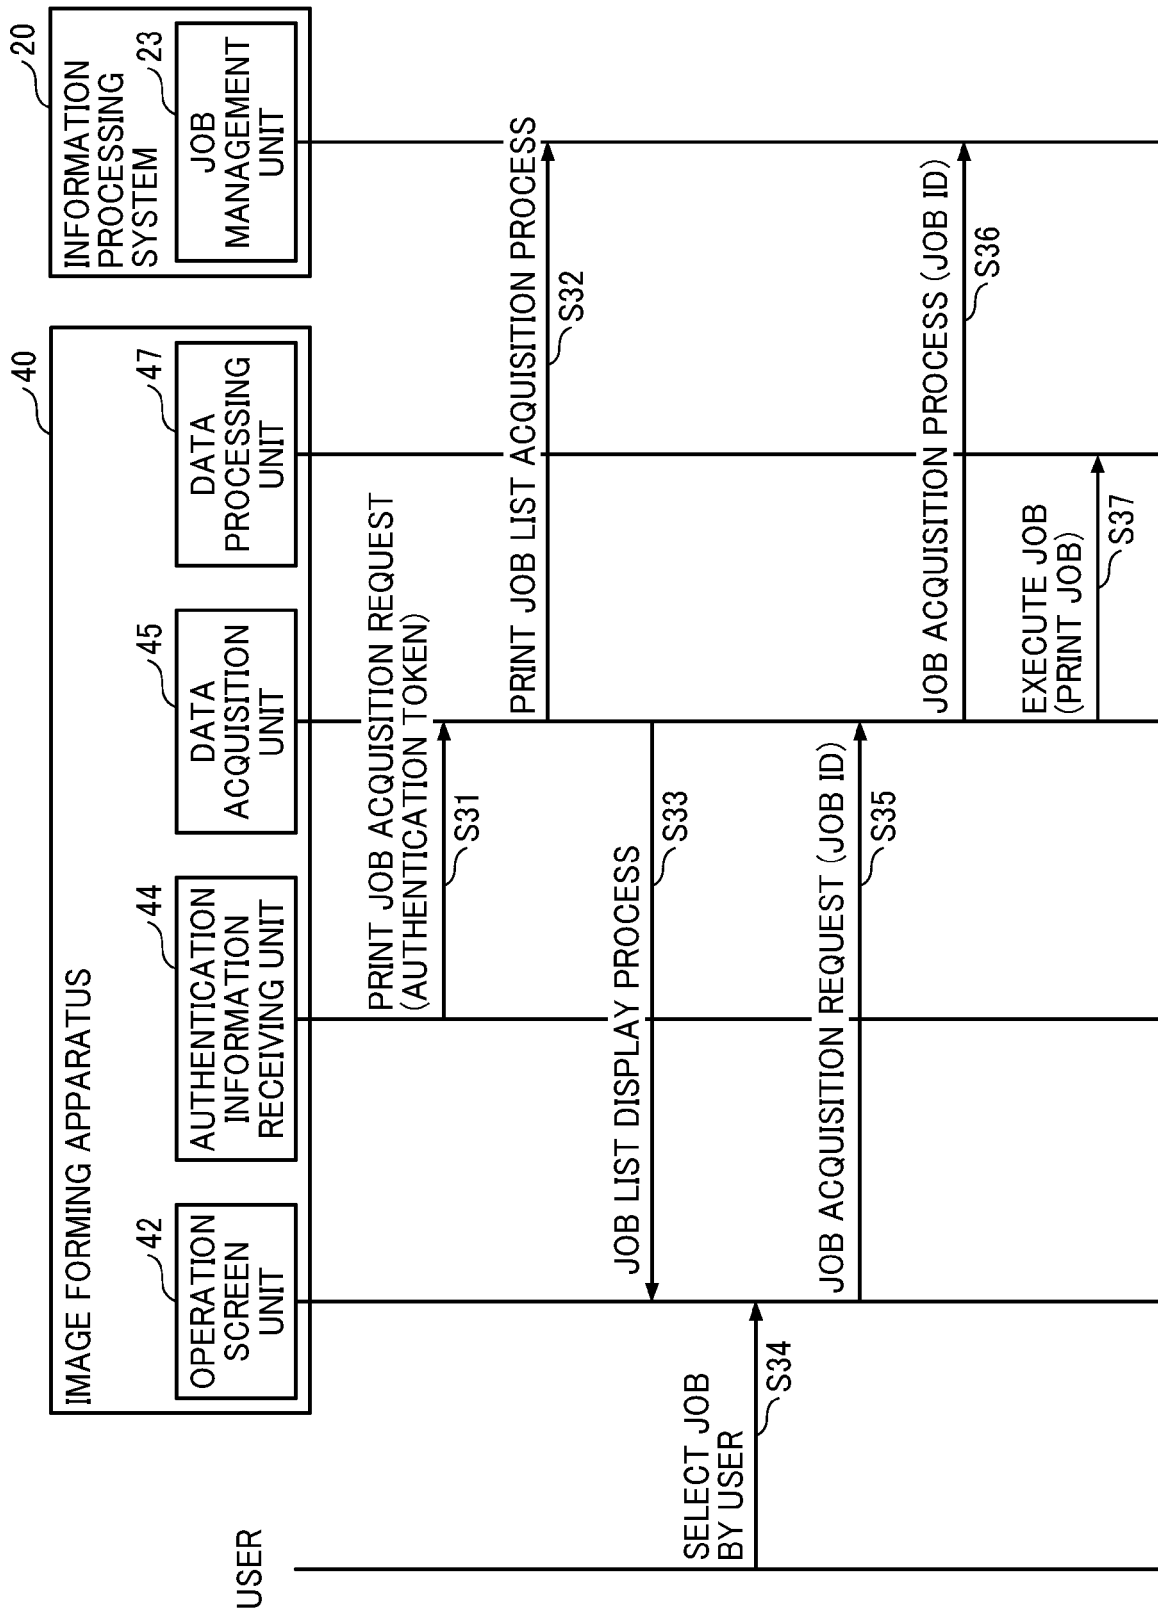 USER
IMAGE FORMING APPARATUS
40
OPERATION
SCREEN
UNIT
42
AUTHENTICATION
INFORMATION
RECEIVING UNIT
44
DATA
ACQUISITION
UNIT
45
DATA
PROCESSING
UNIT
47
INFORMATION
PROCESSING
SYSTEM
20
JOB
MANAGEMENT
UNIT
23
PRINT JOB ACQUISITION REQUEST
(AUTHENTICATION TOKEN)
S31
PRINT JOB LIST ACQUISITION PROCESS
S32
JOB LIST DISPLAY PROCESS
S33
SELECT JOB
BY USER
S34
JOB ACQUISITION REQUEST (JOB ID)
S35
JOB ACQUISITION PROCESS (JOB ID)
S36
EXECUTE JOB
(PRINT JOB)
S37